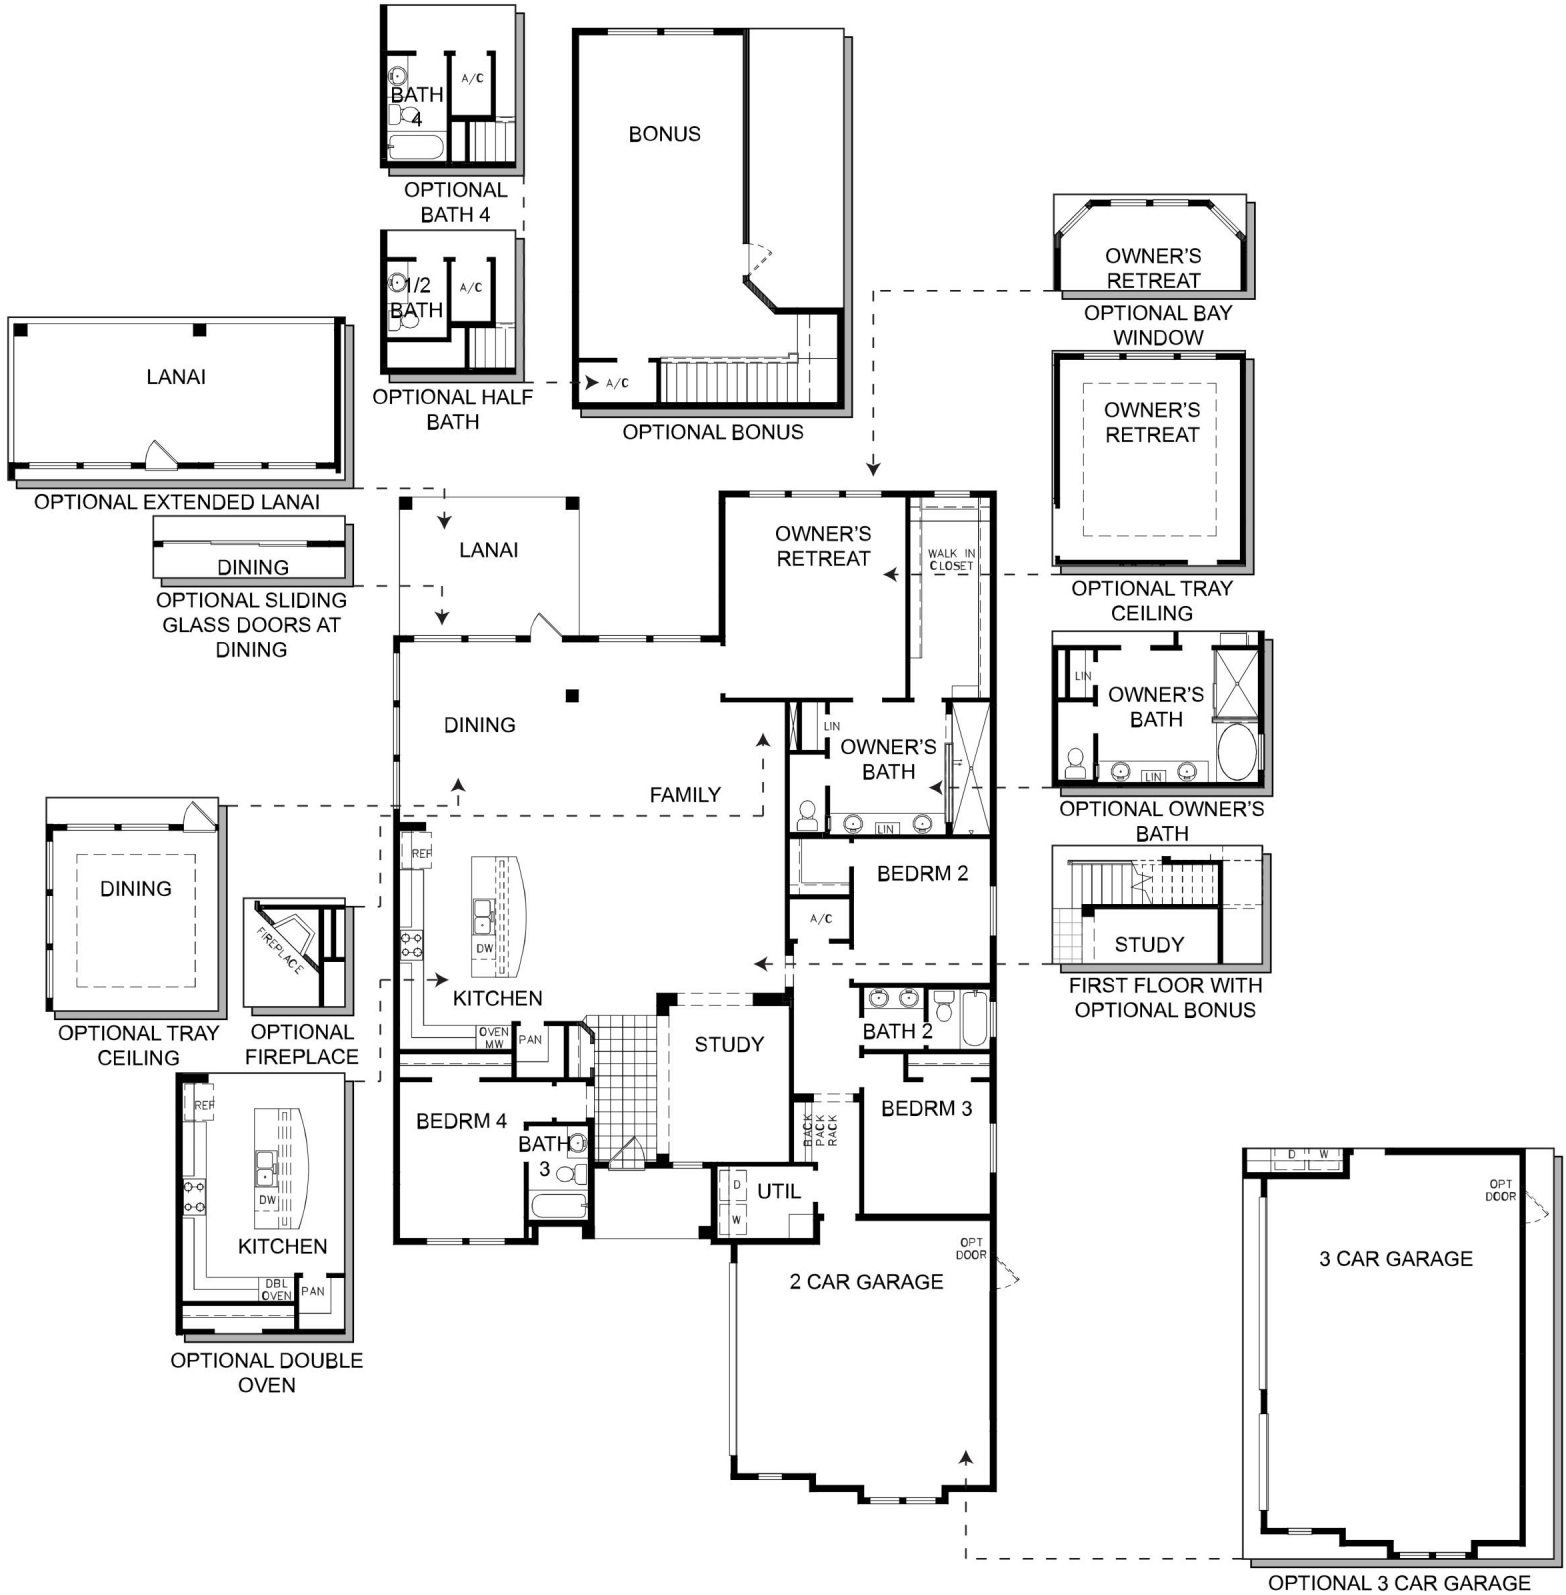 BATH
4
A/C
OPTIONAL
BATH 4
1/2
BATH
A/C
OPTIONAL HALF
BATH
BONUS
A/C
OPTIONAL BONUS
OWNER'S
RETREAT
OPTIONAL BAY
WINDOW
OWNER'S
RETREAT
OPTIONAL TRAY
CEILING
LANAI
OPTIONAL EXTENDED LANAI
DINING
OPTIONAL SLIDING
GLASS DOORS AT
DINING
LANAI
OWNER'S
RETREAT
WALK IN
CLOSET
DINING
FAMILY
LIN
OWNER'S
BATH
LIN
LIN
OWNER'S
BATH
LIN
OPTIONAL OWNER'S
BATH
DINING
OPTIONAL TRAY
CEILING
FIREPLACE
OPTIONAL
FIREPLACE
REF
DW
KITCHEN
OVEN
MW
PAN
BEDRM 2
A/C
STUDY
FIRST FLOOR WITH
OPTIONAL BONUS
STUDY
BATH 2
BEDRM 3
BACK
PACK
RACK
BEDRM 4
BATH
3
D
W
UTIL
REF
DW
KITCHEN
DBL
OVEN
PAN
OPTIONAL DOUBLE
OVEN
OPT
DOOR
2 CAR GARAGE
D
W
OPT
DOOR
3 CAR GARAGE
OPTIONAL 3 CAR GARAGE